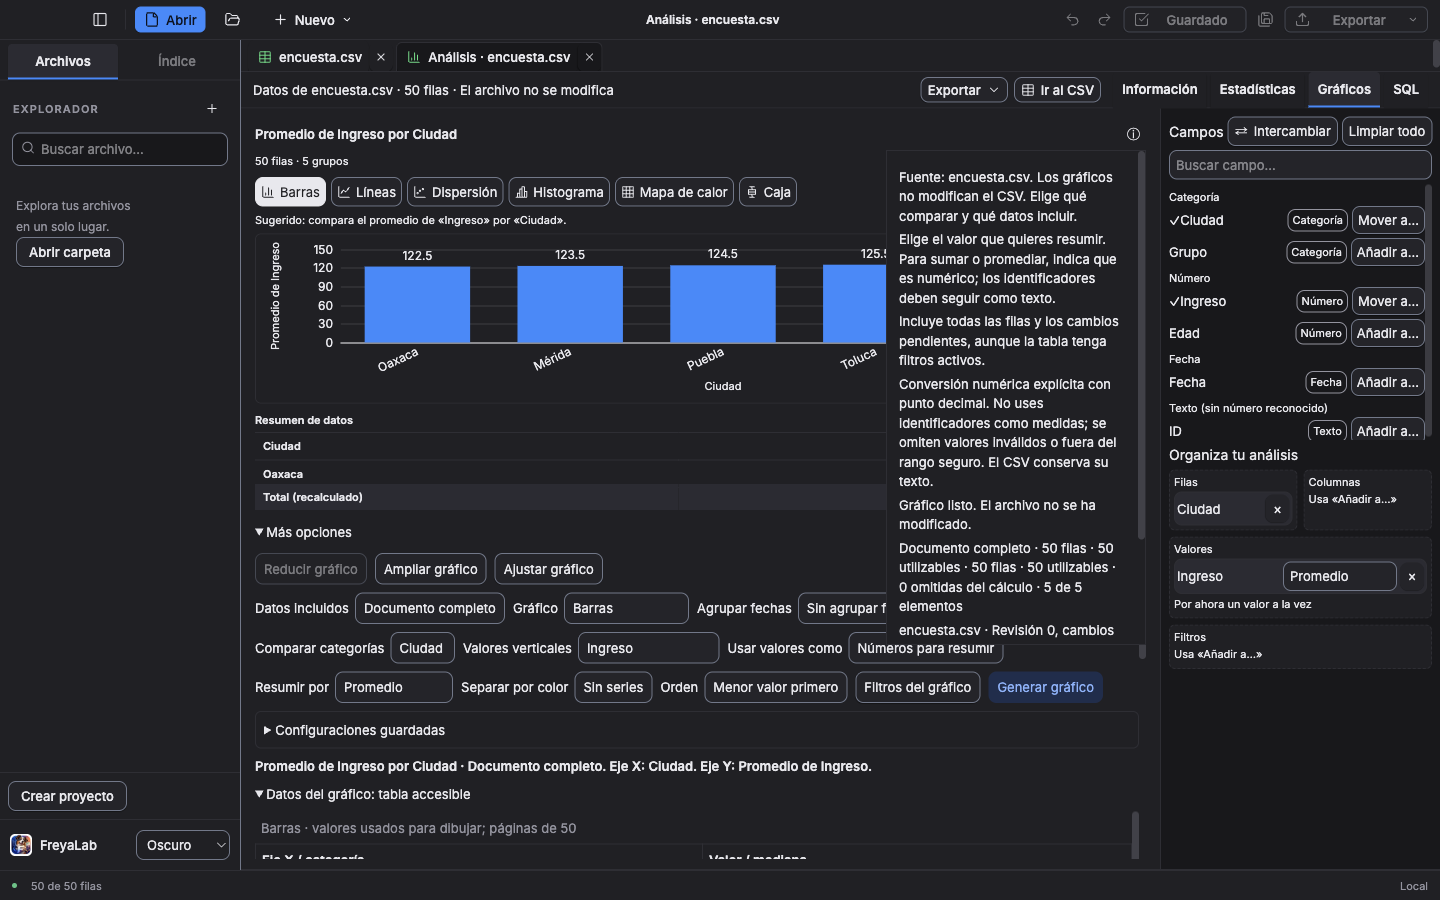 Abrir
Nuevo
Análisis · encuesta.csv
Guardado
Exportar
Archivos
Índice
EXPLORADOR
Buscar archivo...
Explora tus archivos
en un solo lugar.
Abrir carpeta
Crear proyecto
FreyaLab
Oscuro
encuesta.csv
Análisis · encuesta.csv
Datos de encuesta.csv · 50 filas · El archivo no se modifica
Exportar
Ir al CSV
Información
Estadísticas
Gráficos
SQL
Promedio de Ingreso por Ciudad
50 filas · 5 grupos
Barras
Líneas
Dispersión
Histograma
Mapa de calor
Caja
Sugerido: compara el promedio de «Ingreso» por «Ciudad».
Promedio de Ingreso
150
120
90
60
30
0
122.5
123.5
124.5
125.5
Oaxaca
Mérida
Puebla
Toluca
Ciudad
Resumen de datos
Ciudad
Oaxaca
Total (recalculado)
Más opciones
Reducir gráfico
Ampliar gráfico
Ajustar gráfico
Datos incluidos
Documento completo
Gráfico
Barras
Agrupar fechas
Sin agrupar f
Comparar categorías
Ciudad
Valores verticales
Ingreso
Usar valores como
Números para resumir
Resumir por
Promedio
Separar por color
Sin series
Orden
Menor valor primero
Filtros del gráfico
Generar gráfico
Configuraciones guardadas
Promedio de Ingreso por Ciudad · Documento completo. Eje X: Ciudad. Eje Y: Promedio de Ingreso.
Datos del gráfico: tabla accesible
Barras · valores usados para dibujar; páginas de 50
Eje X / categoría
Valor / mediana
Fuente: encuesta.csv. Los gráficos
no modifican el CSV. Elige qué
comparar y qué datos incluir.
Elige el valor que quieres resumir.
Para sumar o promediar, indica que
es numérico; los identificadores
deben seguir como texto.
Incluye todas las filas y los cambios
pendientes, aunque la tabla tenga
filtros activos.
Conversión numérica explícita con
punto decimal. No uses
identificadores como medidas; se
omiten valores inválidos o fuera del
rango seguro. El CSV conserva su
texto.
Gráfico listo. El archivo no se ha
modificado.
Documento completo · 50 filas · 50
utilizables · 50 filas · 50 utilizables ·
0 omitidas del cálculo · 5 de 5
elementos
encuesta.csv · Revisión 0, cambios
Campos
Intercambiar
Limpiar todo
Buscar campo...
Categoría
✓Ciudad
Categoría
Mover a...
Grupo
Categoría
Añadir a...
Número
✓Ingreso
Número
Mover a...
Edad
Número
Añadir a...
Fecha
Fecha
Fecha
Añadir a...
Texto (sin número reconocido)
ID
Texto
Añadir a...
Organiza tu análisis
Filas
Ciudad ×
Columnas
Usa «Añadir a...»
Valores
Ingreso
Promedio
×
Por ahora un valor a la vez
Filtros
Usa «Añadir a...»
50 de 50 filas
Local